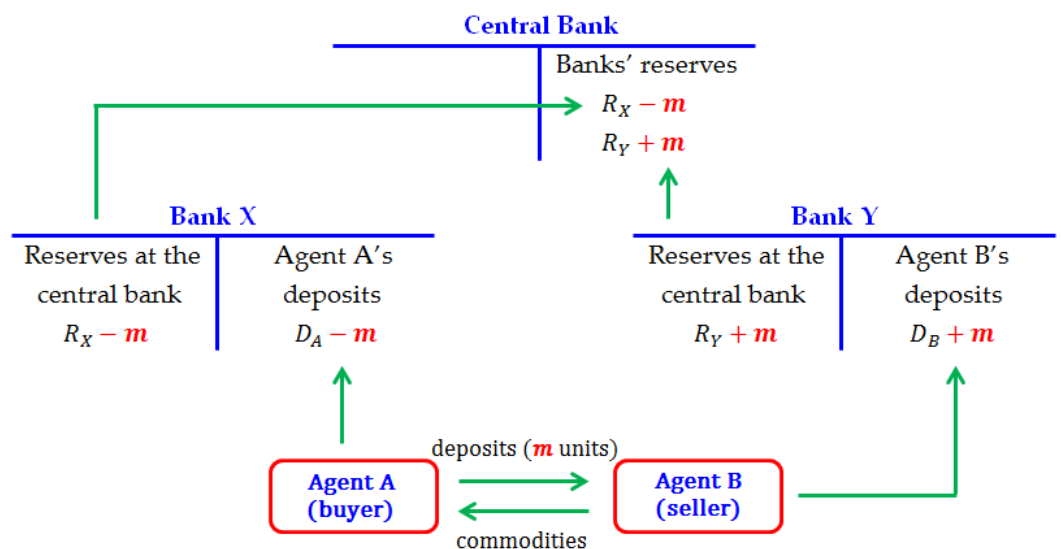 Central Bank
Banks' reserves
R_X − m
R_Y + m
Bank X
Reserves at the
central bank
R_X − m
Agent A's
deposits
D_A − m
Bank Y
Reserves at the
central bank
R_Y + m
Agent B's
deposits
D_B + m
deposits (m units)
Agent A
(buyer)
Agent B
(seller)
commodities